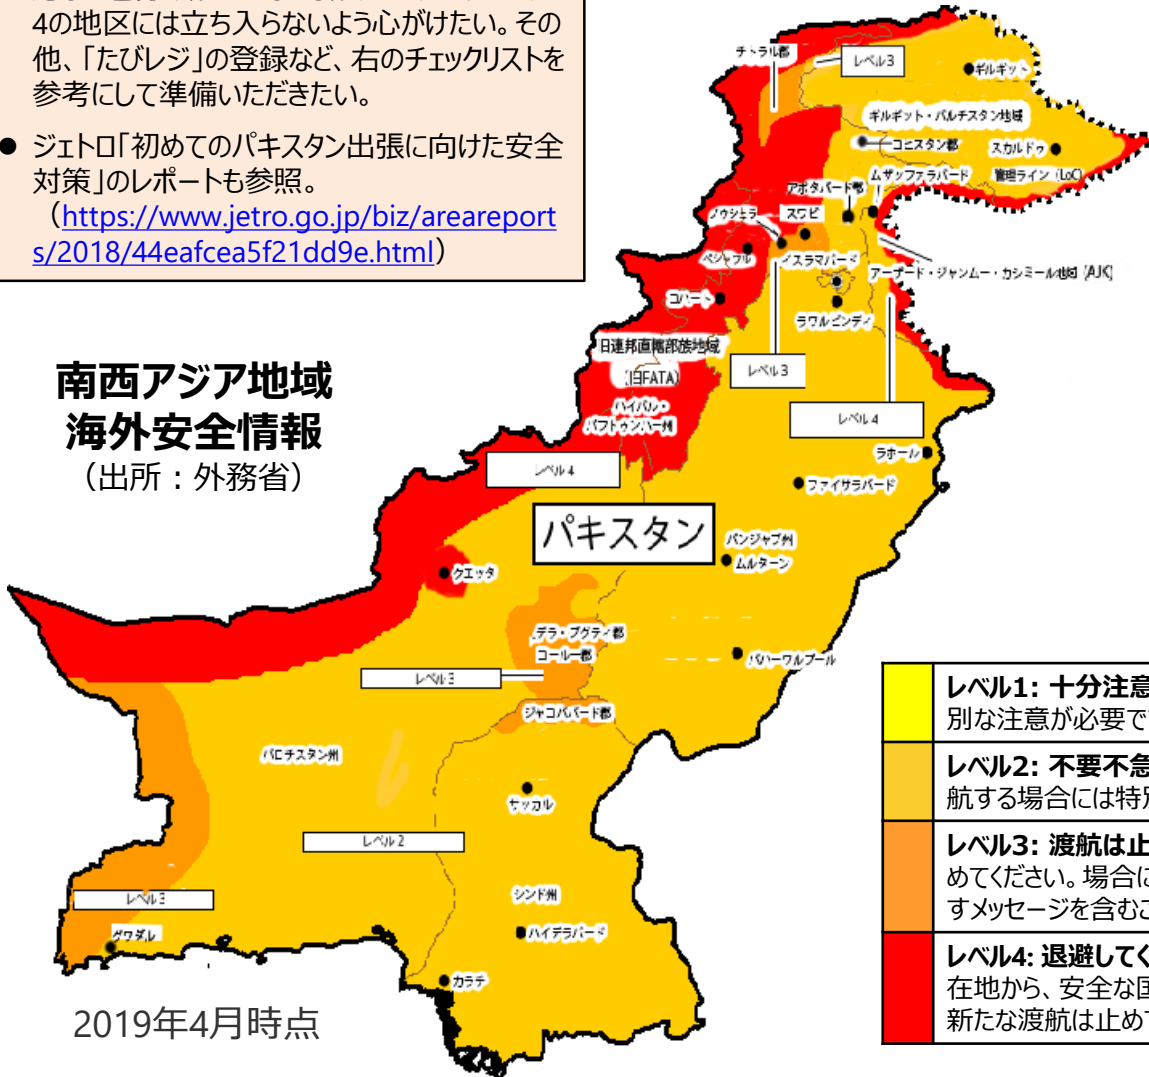 4の地区には立ち入らないよう心がけたい。その
他、「たびレジ」の登録など、右のチェックリストを
参考にして準備いただきたい。
● ジェトロ「初めてのパキスタン出張に向けた安全
対策」のレポートも参照。
（https://www.jetro.go.jp/biz/areareport
s/2018/44eafcea5f21dd9e.html）
南西アジア地域
海外安全情報
（出所：外務省）
チトラル郡
レベル3
ギルギット
ギルギット・バルチスタン地域
コヒスタン郡
スカルドゥ
アボタバード郡
ムザッファラバード
管理ライン (LoC)
ノウシェラ
スワビ
ペシャワル
イスラマバード
アーザード・ジャンムー・カシミール地域 (AJK)
コハート
ラワルピンディ
旧連邦直轄部族地域
(旧FATA)
レベル3
ハイバル・
パフトゥンハー州
レベル4
ラホール
レベル4
ファイサラバード
パキスタン
パンジャブ州
ムルターン
クエッタ
デラ・ブグティ郡
コールー郡
バハーワルプール
レベル3
ジャコババード郡
バロチスタン州
サッカル
レベル2
シンド州
レベル3
ハイデラバード
グワダル
カラチ
2019年4月時点
レベル1: 十分注意
別な注意が必要で
レベル2: 不要不急
航する場合には特別
レベル3: 渡航は止
めてください。場合に
すメッセージを含むこ
レベル4: 退避してく
在地から、安全な国
新たな渡航は止めて